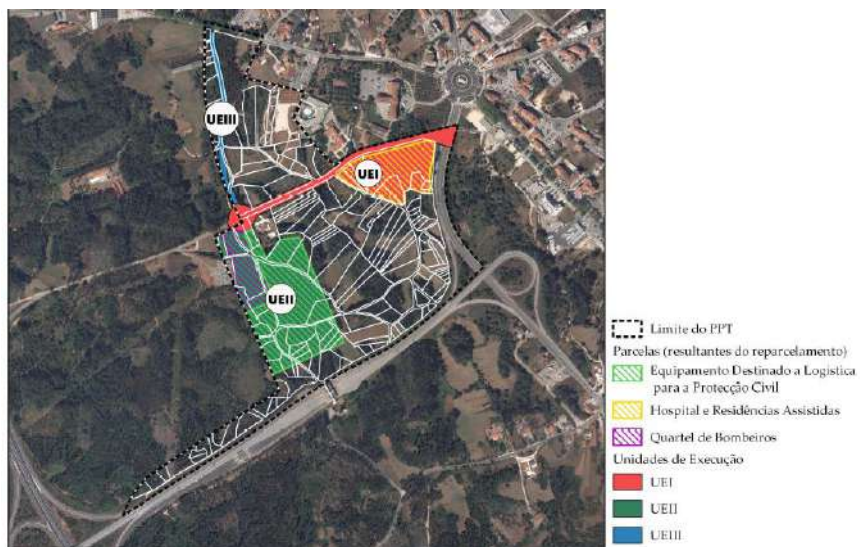 UEIII
UEI
UEII
Limite do PPT
Parcelas (resultantes do reparcelamento)
Equipamento Destinado a Logística
para a Protecção Civil
Hospital e Residências Assistidas
Quartel de Bombeiros
Unidades de Execução
UEI
UEII
UEIII